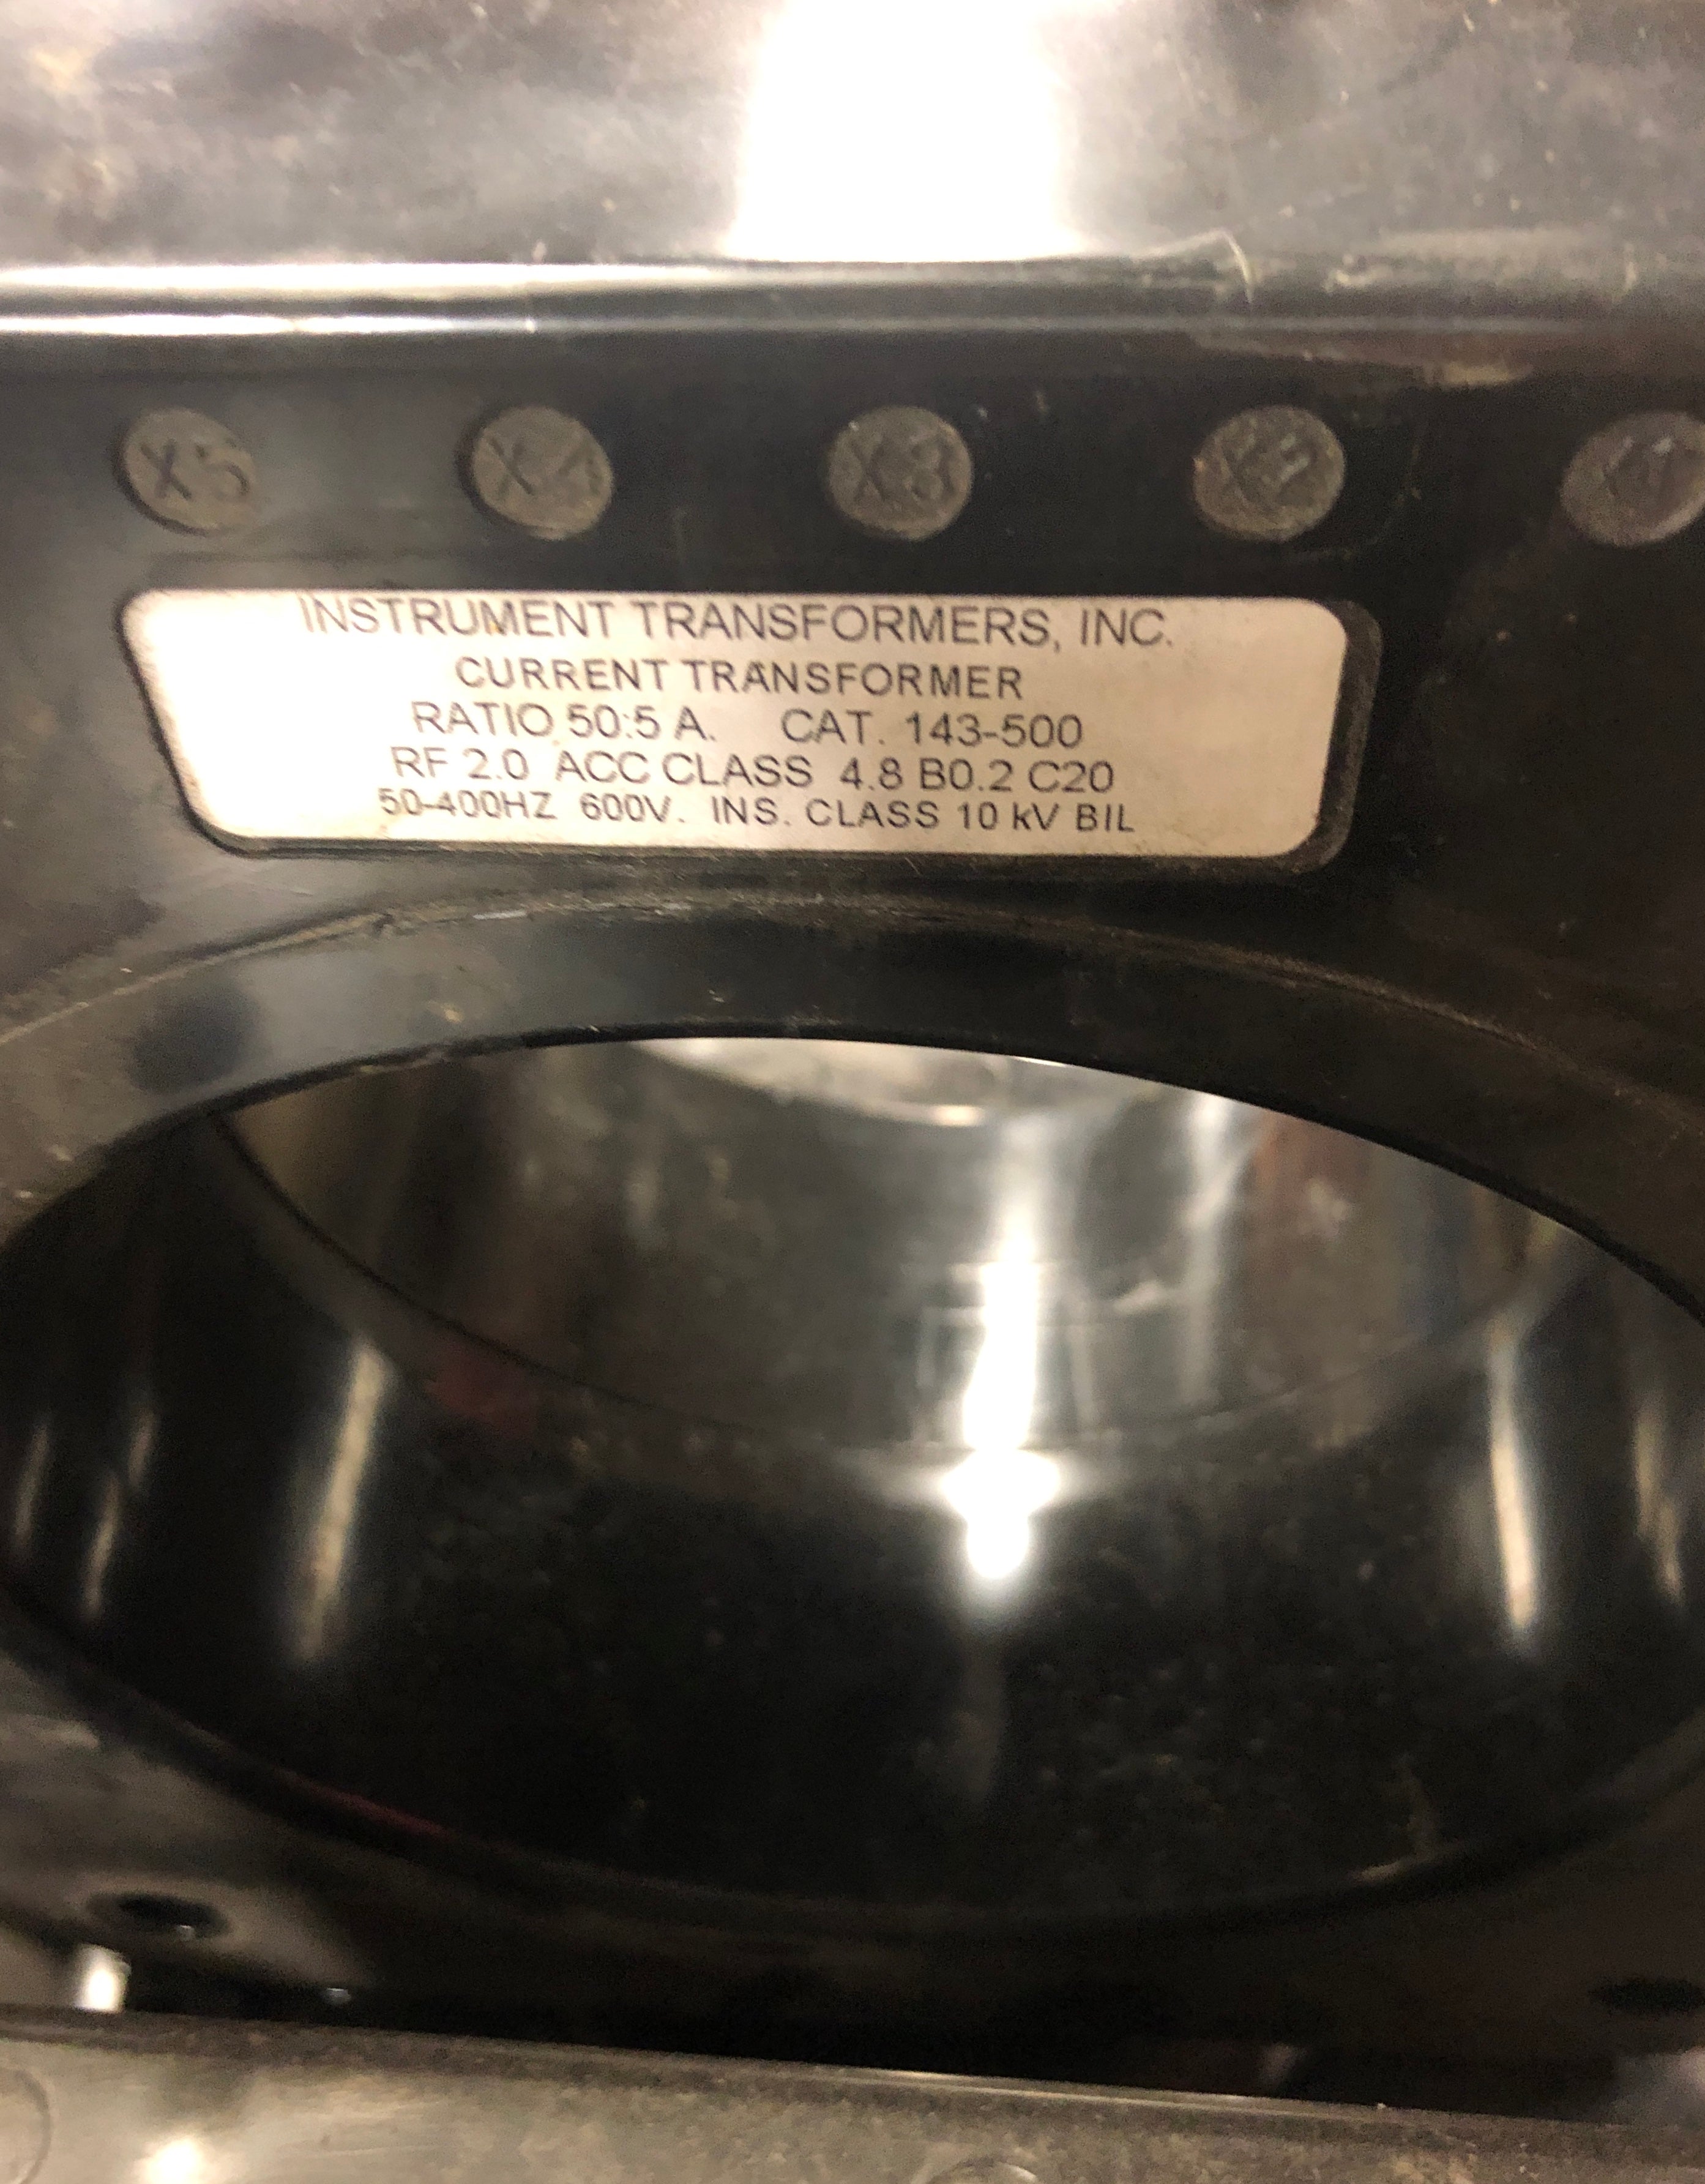 X5 X4 X3 X2 X1
INSTRUMENT TRANSFORMERS, INC.
CURRENT TRANSFORMER
RATIO 50:5 A. CAT. 143-500
RF 2.0 ACC CLASS 4.8 B0.2 C20
50-400HZ 600V. INS. CLASS 10 kV BIL